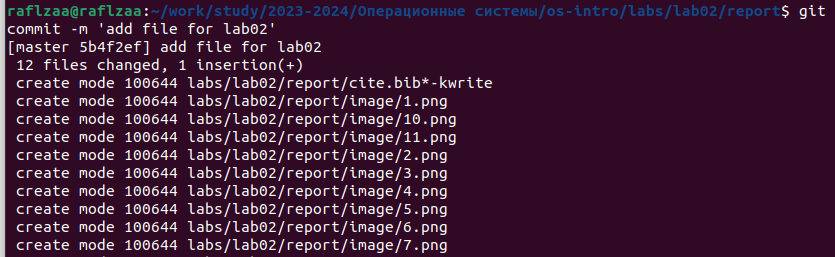 raflzaa@raflzaa:~/work/study/2023-2024/Операционные системы/os-intro/labs/lab02/report$ git
commit -m 'add file for lab02'
[master 5b4f2ef] add file for lab02
 12 files changed, 1 insertion(+)
 create mode 100644 labs/lab02/report/cite.bib*-kwrite
 create mode 100644 labs/lab02/report/image/1.png
 create mode 100644 labs/lab02/report/image/10.png
 create mode 100644 labs/lab02/report/image/11.png
 create mode 100644 labs/lab02/report/image/2.png
 create mode 100644 labs/lab02/report/image/3.png
 create mode 100644 labs/lab02/report/image/4.png
 create mode 100644 labs/lab02/report/image/5.png
 create mode 100644 labs/lab02/report/image/6.png
 create mode 100644 labs/lab02/report/image/7.png